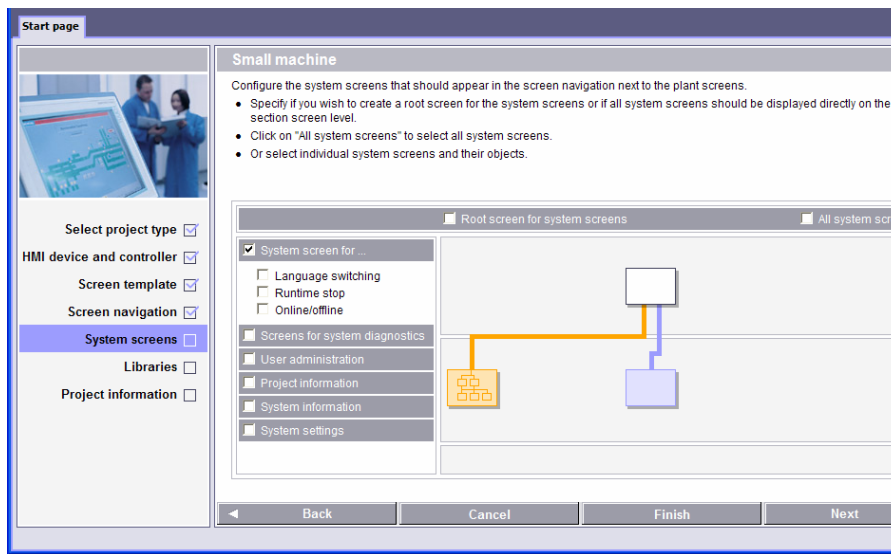 Start page
Small machine
Configure the system screens that should appear in the screen navigation next to the plant screens.
• Specify if you wish to create a root screen for the system screens or if all system screens should be displayed directly on the
section screen level.
• Click on "All system screens" to select all system screens.
• Or select individual system screens and their objects.
Select project type
HMI device and controller
Screen template
Screen navigation
System screens
Libraries
Project information
Root screen for system screens
All system scr
System screen for ...
Language switching
Runtime stop
Online/offline
Screens for system diagnostics
User administration
Project information
System information
System settings
Back
Cancel
Finish
Next